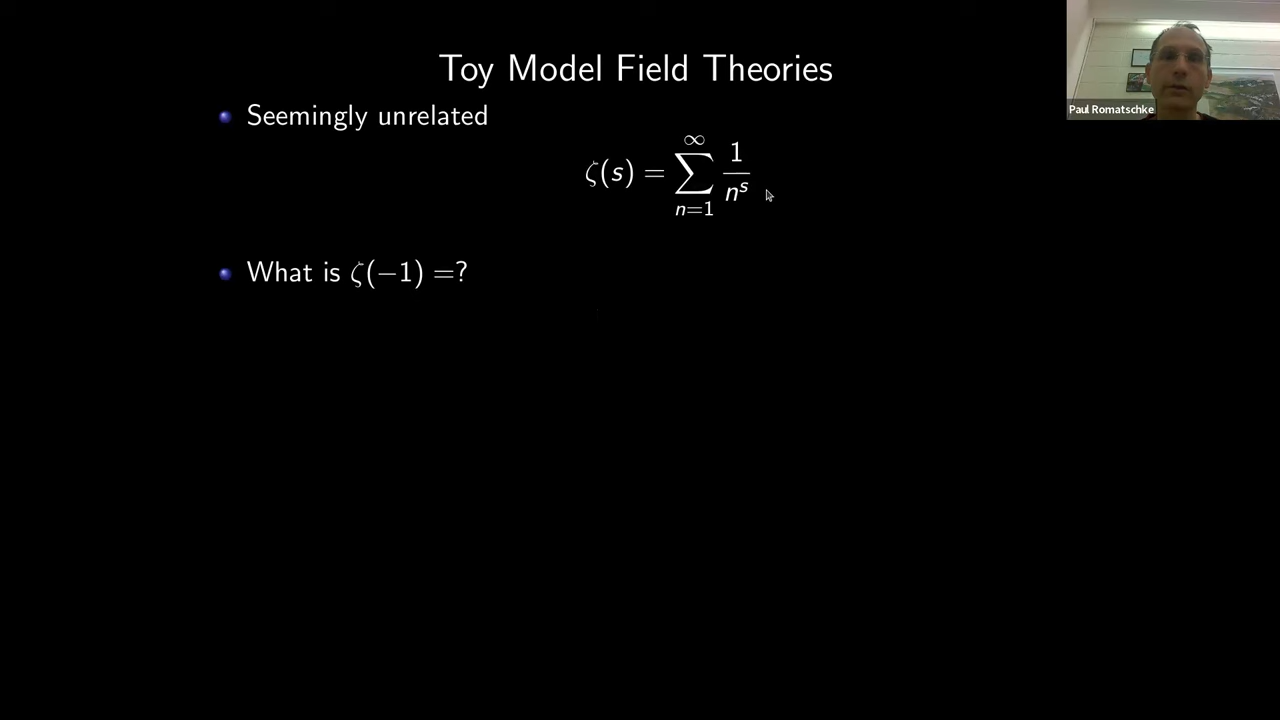 Toy Model Field Theories
Seemingly unrelated
ζ(s) = ∑_{n=1}^{∞} 1/n^s
What is ζ(−1) =?
Paul Romatschke